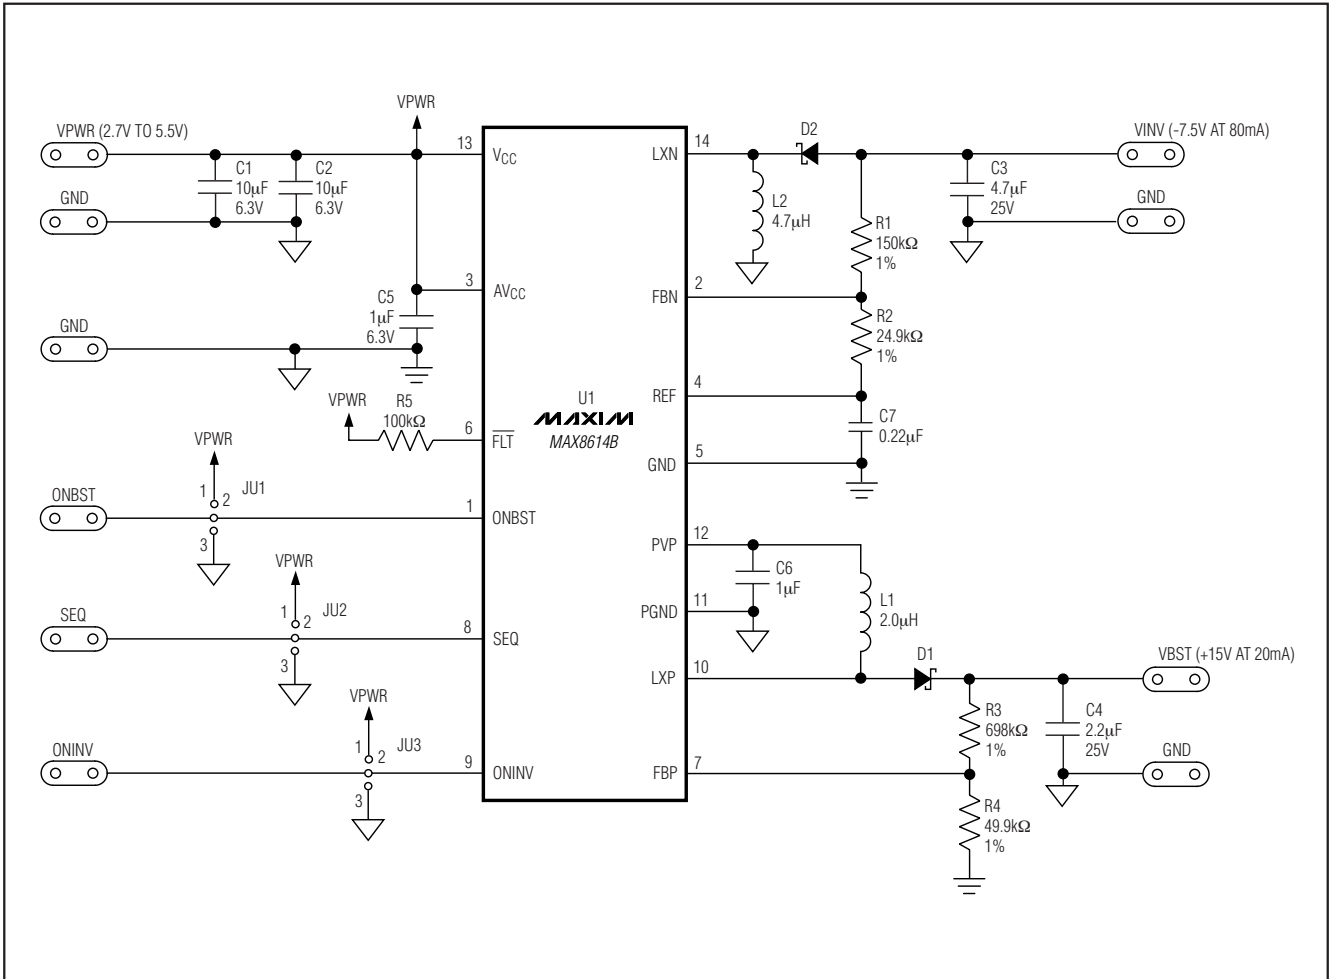 VPWR (2.7V TO 5.5V)
GND
C1
10µF
6.3V
C2
10µF
6.3V
VPWR
13
VCC
3
AVCC
C5
1µF
6.3V
GND
VPWR
R5
100kΩ
6
FLT
VPWR
ONBST
1
2
JU1
3
1
ONBST
VPWR
SEQ
1
2
JU2
3
8
SEQ
VPWR
ONINV
1
2
JU3
3
9
ONINV
U1
MAXIM
MAX8614B
LXN
14
D2
VINV (-7.5V AT 80mA)
L2
4.7µH
C3
4.7µF
25V
GND
R1
150kΩ
1%
FBN
2
R2
24.9kΩ
1%
REF
4
C7
0.22µF
GND
5
PVP
12
C6
1µF
PGND
11
L1
2.0µH
LXP
10
D1
VBST (+15V AT 20mA)
R3
698kΩ
1%
C4
2.2µF
25V
GND
FBP
7
R4
49.9kΩ
1%